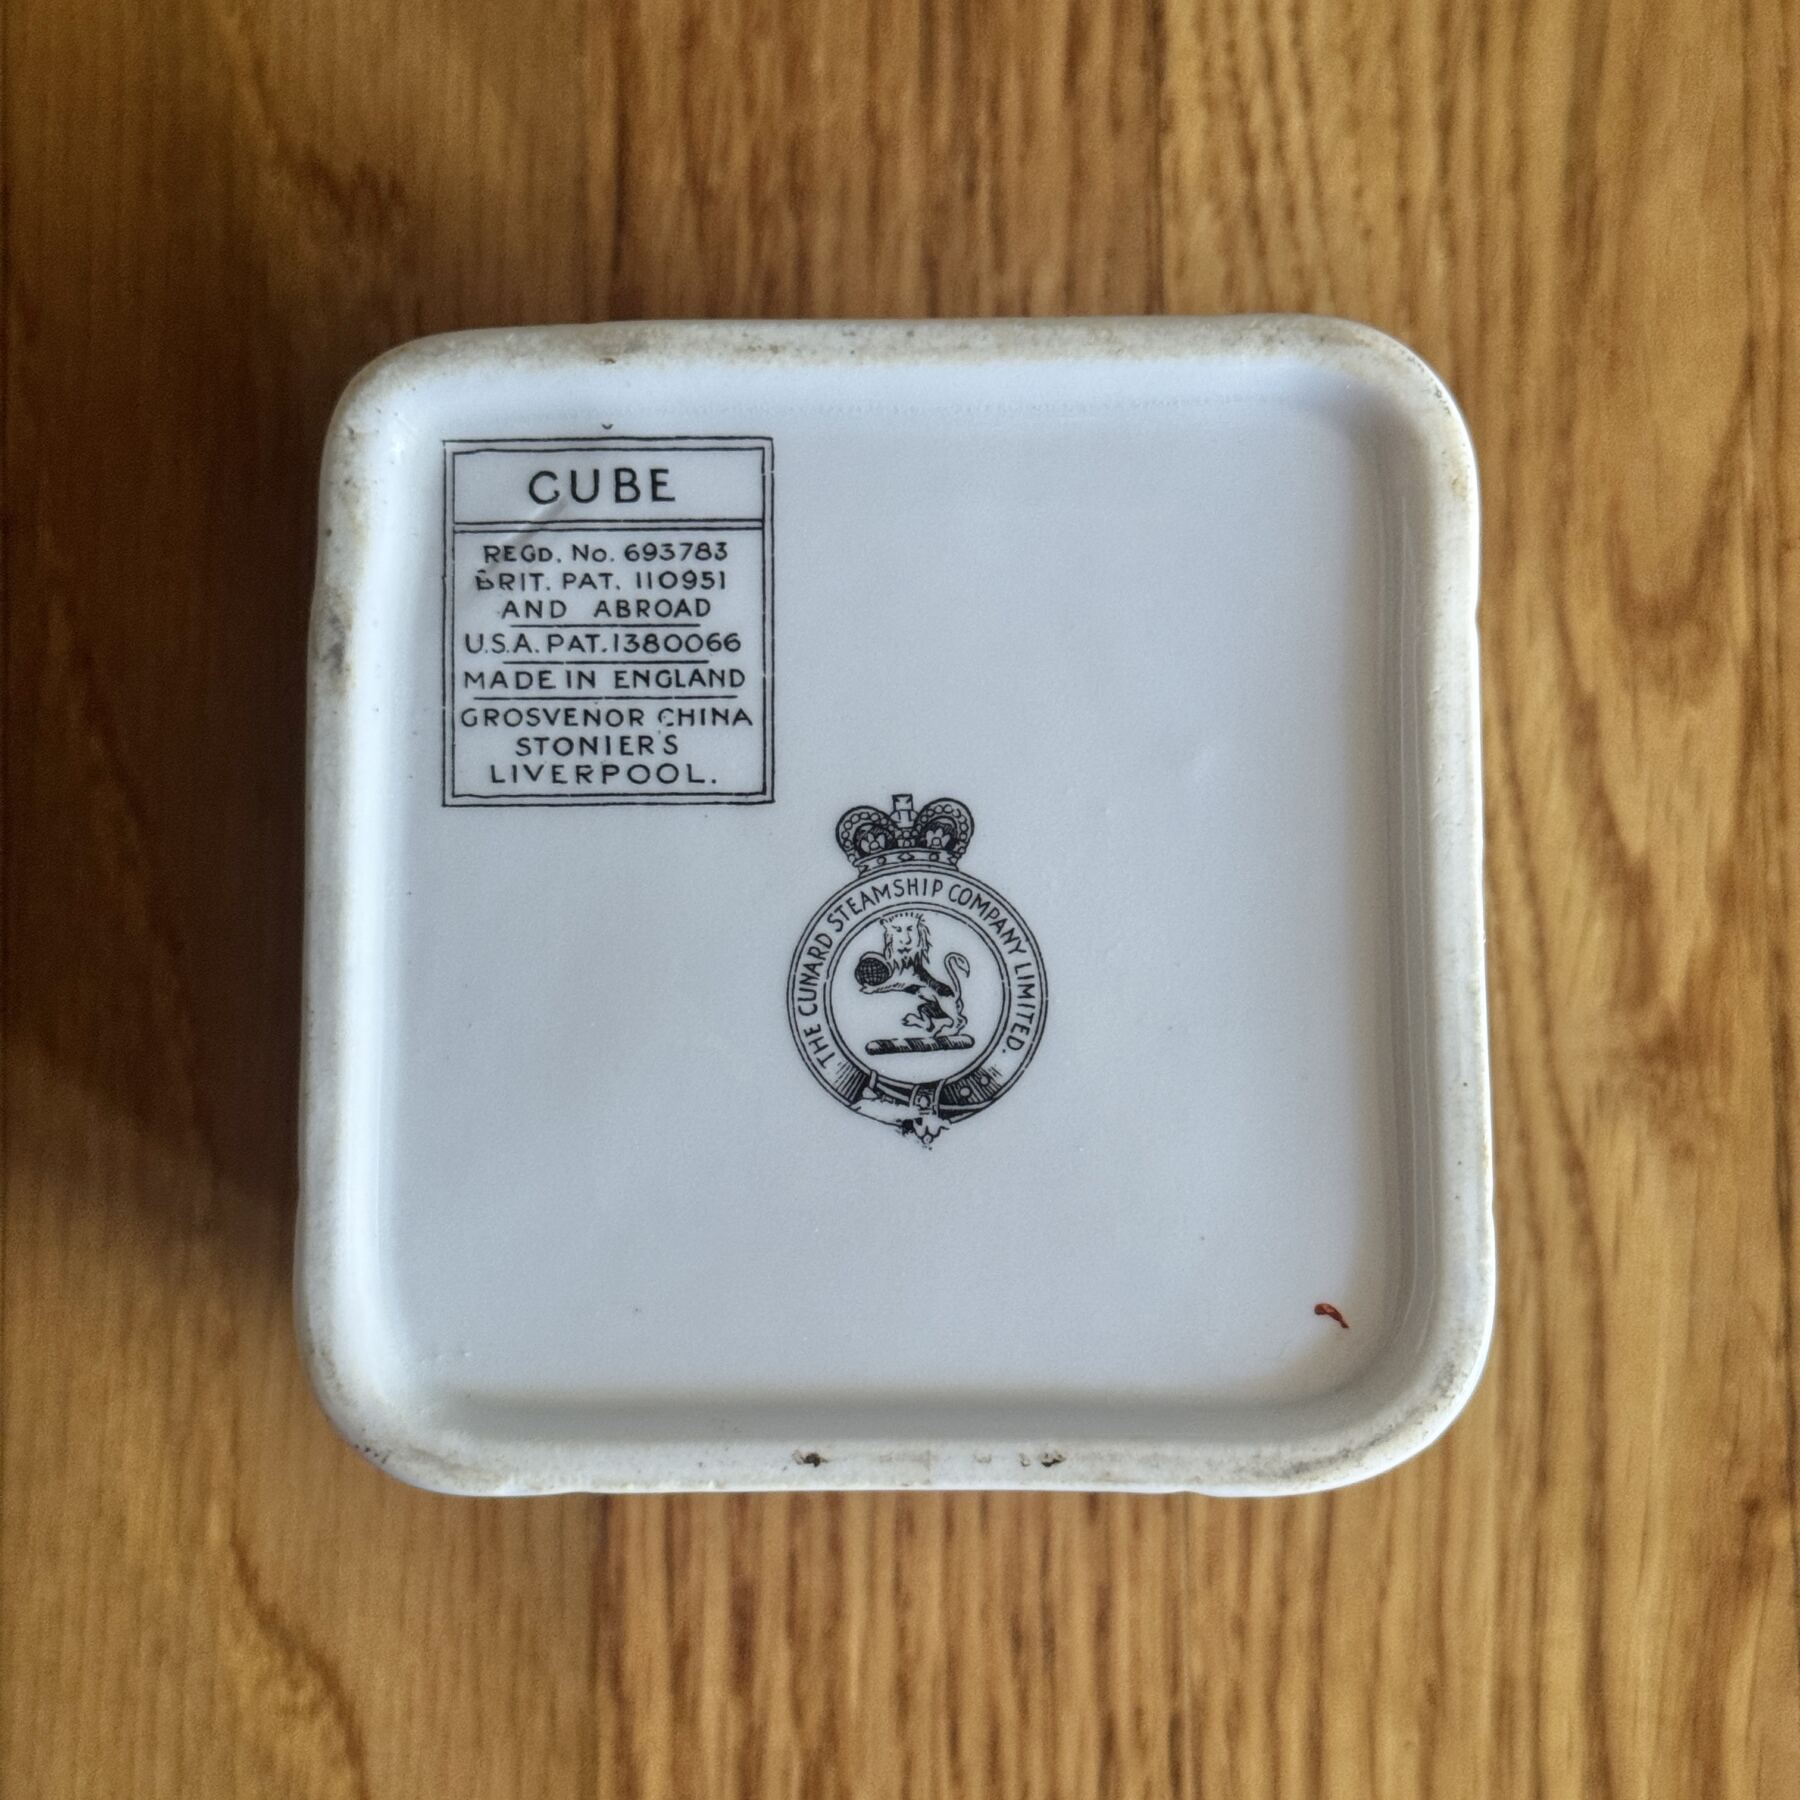 CUBE
REGD. No. 693783
BRIT. PAT. 110951
AND ABROAD
U.S.A. PAT. 1380066
MADE IN ENGLAND
GROSVENOR CHINA
STONIERS
LIVERPOOL.
THE CUNARD STEAMSHIP COMPANY LIMITED.